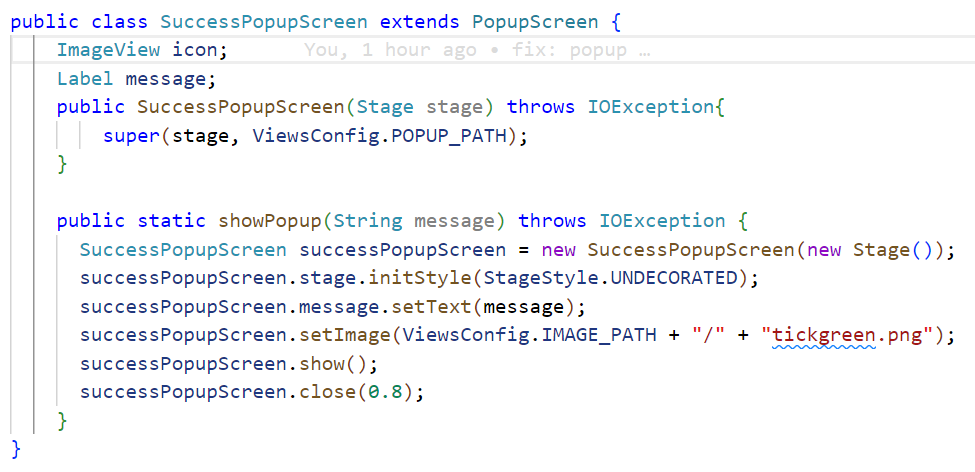 public class SuccessPopupScreen extends PopupScreen {
    ImageView icon;        You, 1 hour ago • fix: popup …
    Label message;
    public SuccessPopupScreen(Stage stage) throws IOException{
        super(stage, ViewsConfig.POPUP_PATH);
    }

    public static showPopup(String message) throws IOException {
      SuccessPopupScreen successPopupScreen = new SuccessPopupScreen(new Stage());
      successPopupScreen.stage.initStyle(StageStyle.UNDECORATED);
      successPopupScreen.message.setText(message);
      successPopupScreen.setImage(ViewsConfig.IMAGE_PATH + "/" + "tickgreen.png");
      successPopupScreen.show();
      successPopupScreen.close(0.8);
    }
}